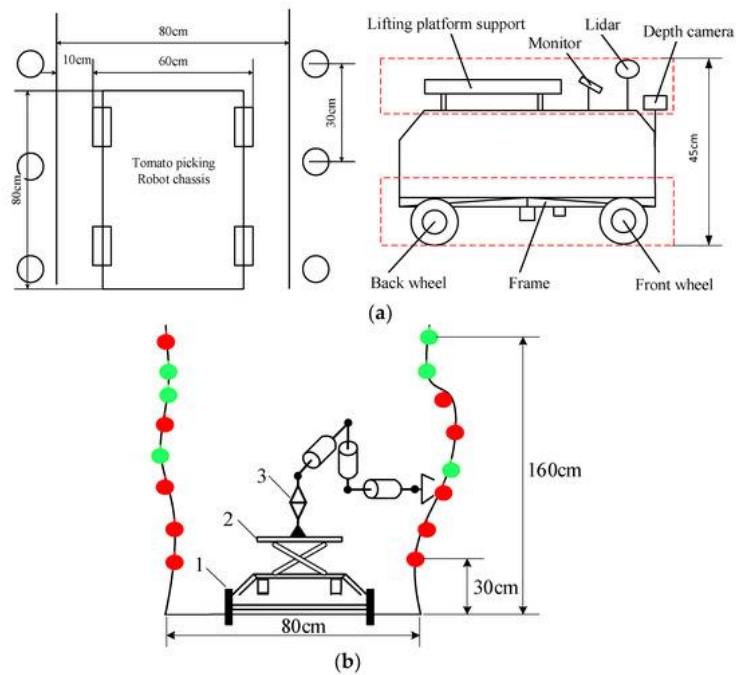 80cm
10cm
60cm
30cm
80cm
Tomato picking
Robot chassis
Lifting platform support
Monitor
Lidar
Depth camera
45cm
Back wheel
Frame
Front wheel
(a)
3
2
1
160cm
30cm
80cm
(b)